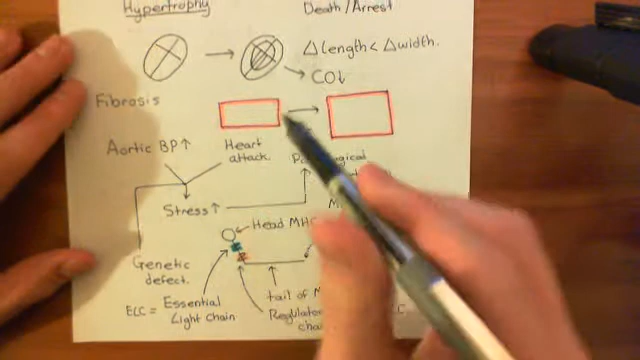 Hypertrophy
Death/Arrest
Δ Length < Δ width.
CO↓
Fibrosis
Aortic BP↑
Heart
attack.
Stress↑
Head MHC
Genetic
defect.
ELC = Essential
Light Chain
tail of